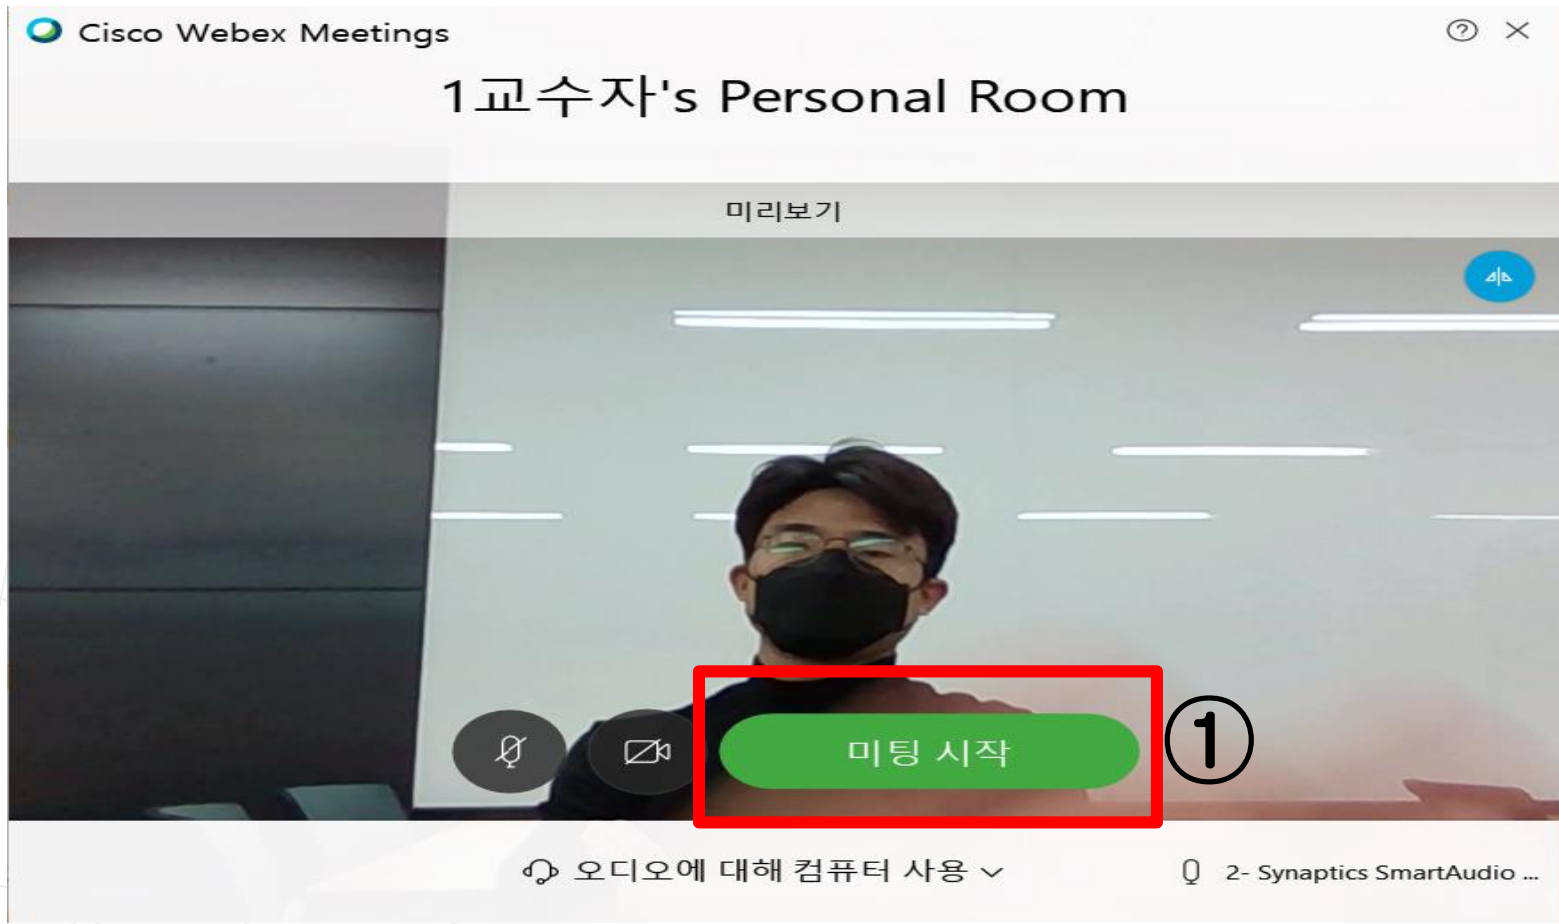 Cisco Webex Meetings
1교수자's Personal Room
미리보기
미팅 시작
①
오디오에 대해 컴퓨터 사용
2- Synaptics SmartAudio ...